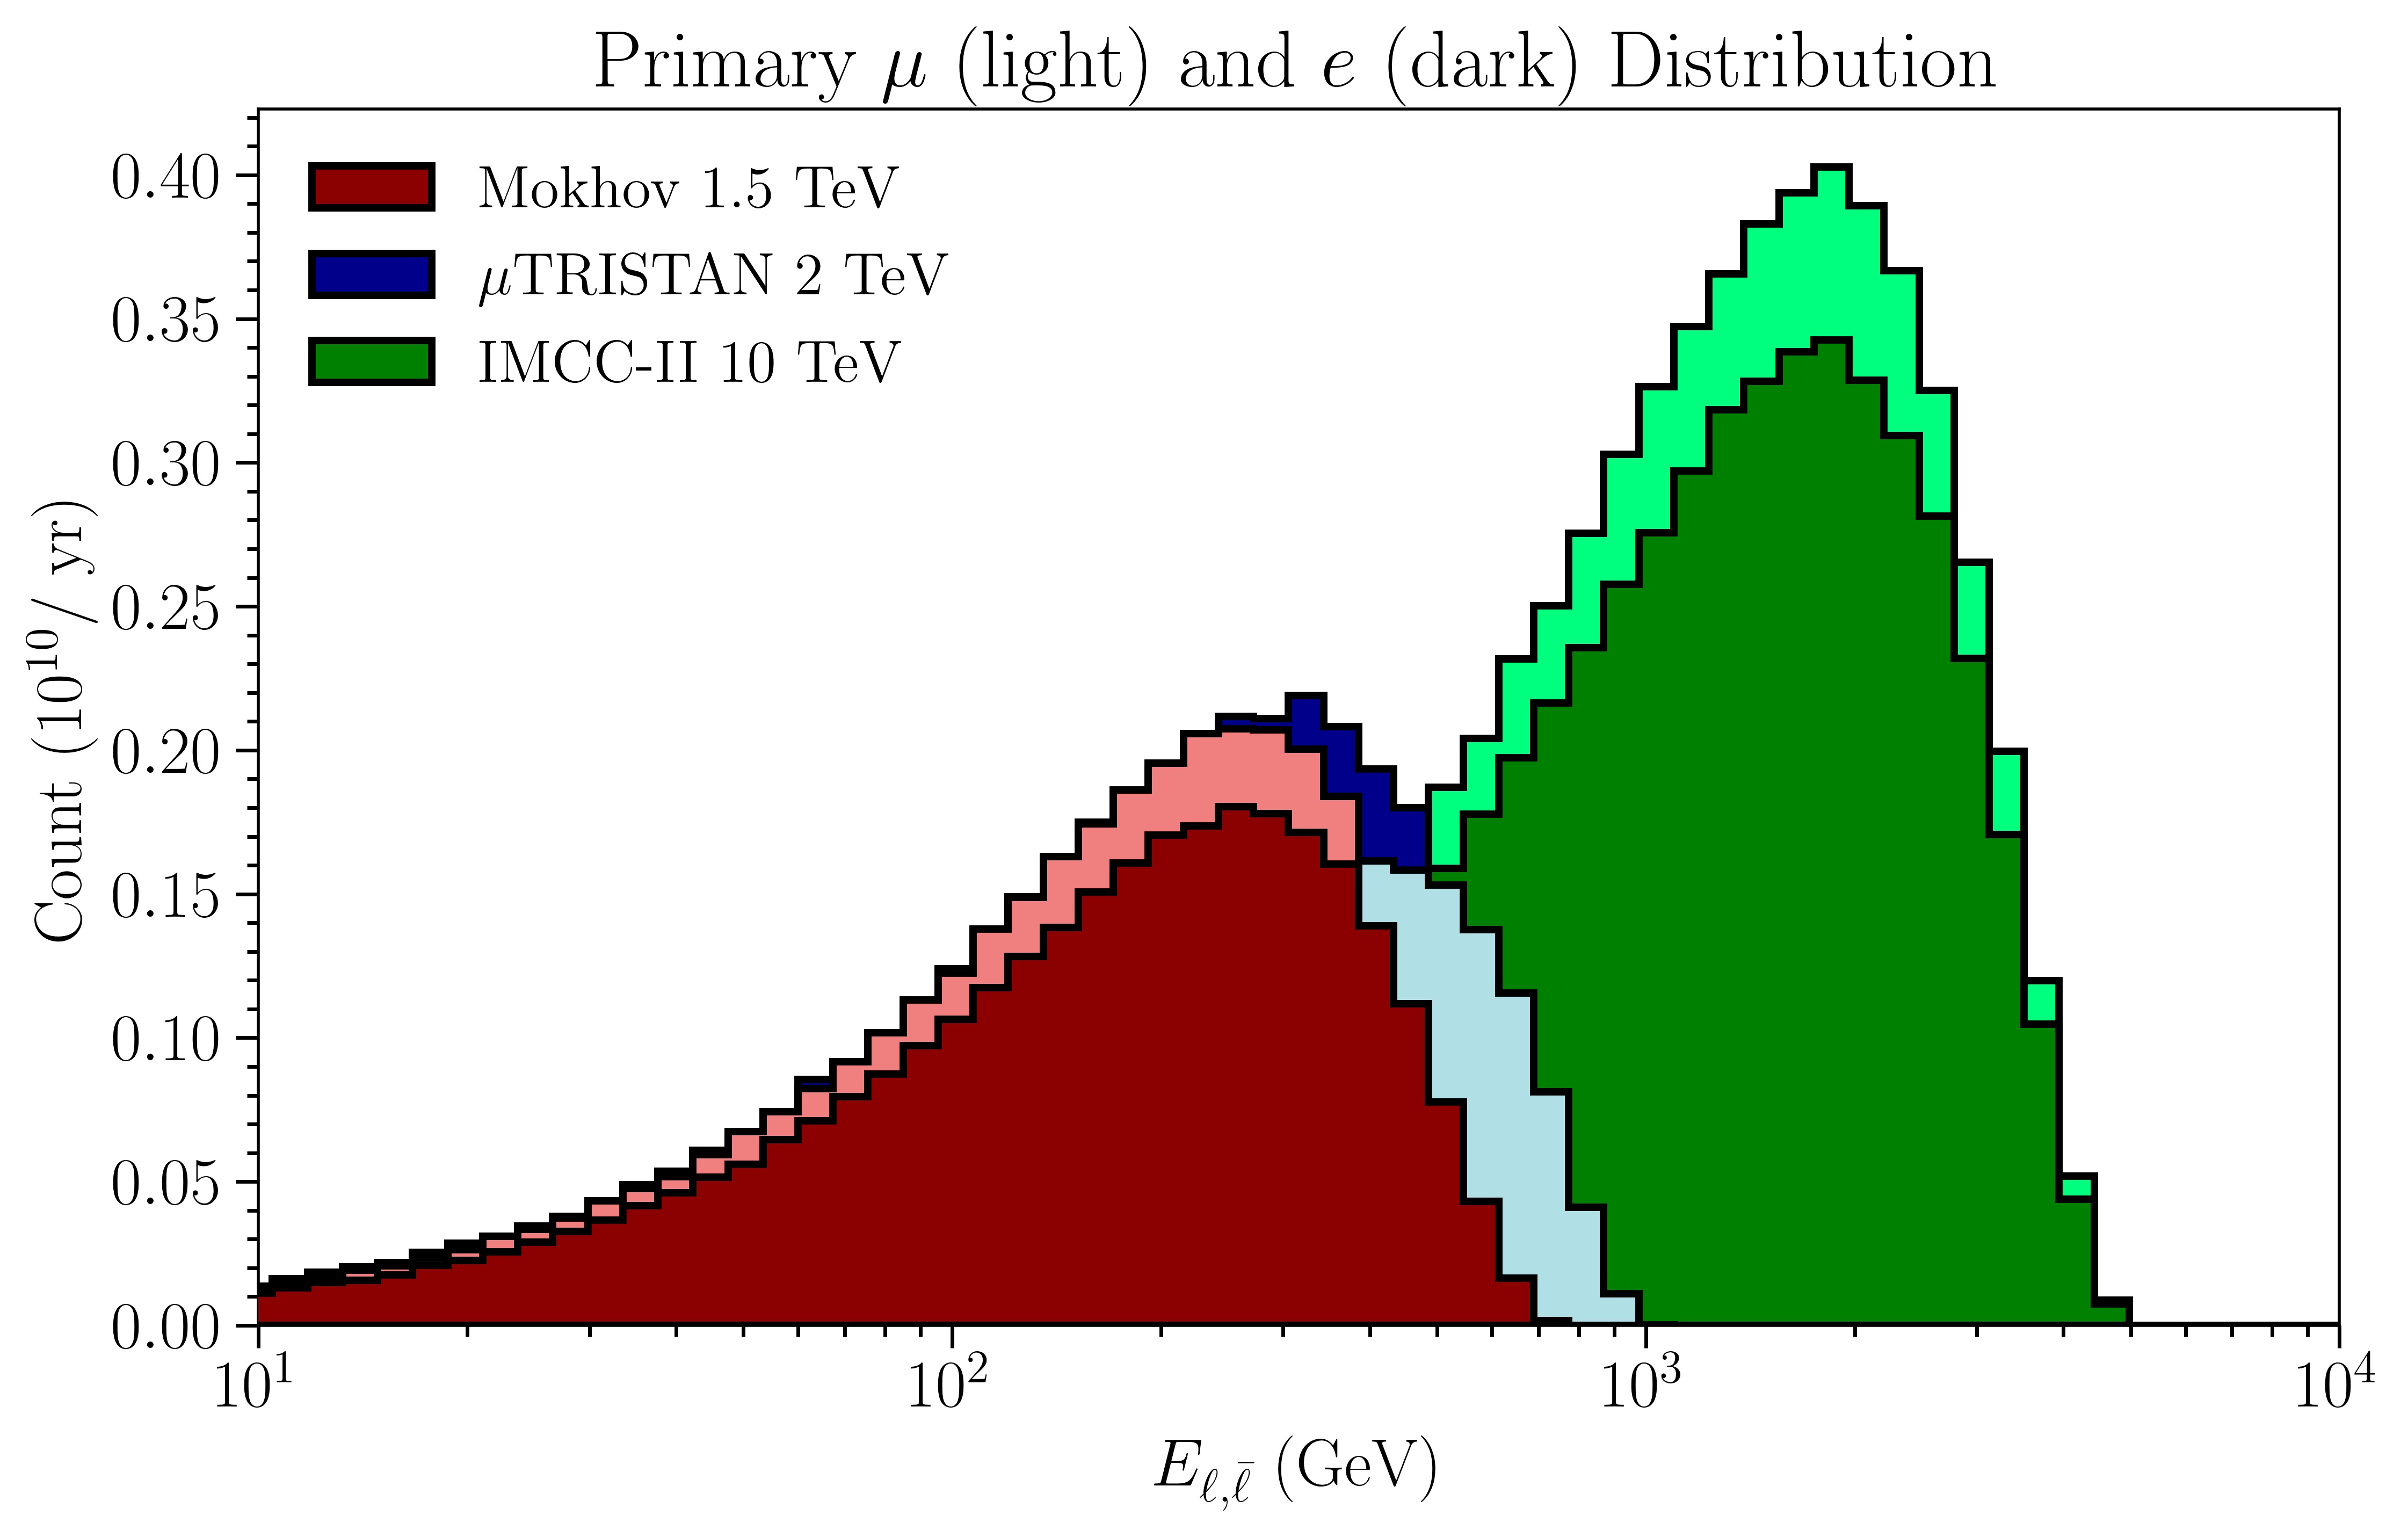 Primary μ (light) and e (dark) Distribution
Mokhov 1.5 TeV
μTRISTAN 2 TeV
IMCC-II 10 TeV
Count (10¹⁰/ yr)
0.40
0.35
0.30
0.25
0.20
0.15
0.10
0.05
0.00
10¹ 10² 10³ 10⁴
E_{ℓ,ℓ̄} (GeV)